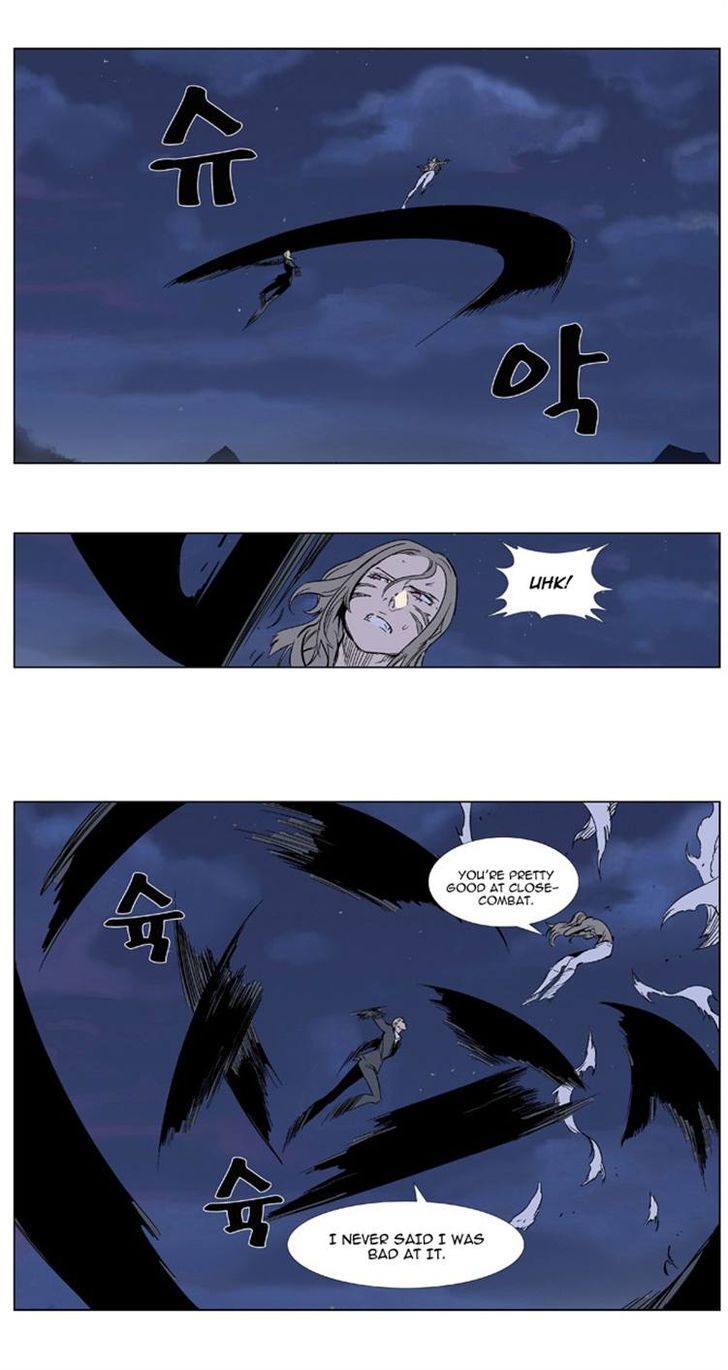 슈
악
UHK!
YOU'RE PRETTY
GOOD AT CLOSE-
COMBAT.
슉
슉
I NEVER SAID I WAS
BAD AT IT.